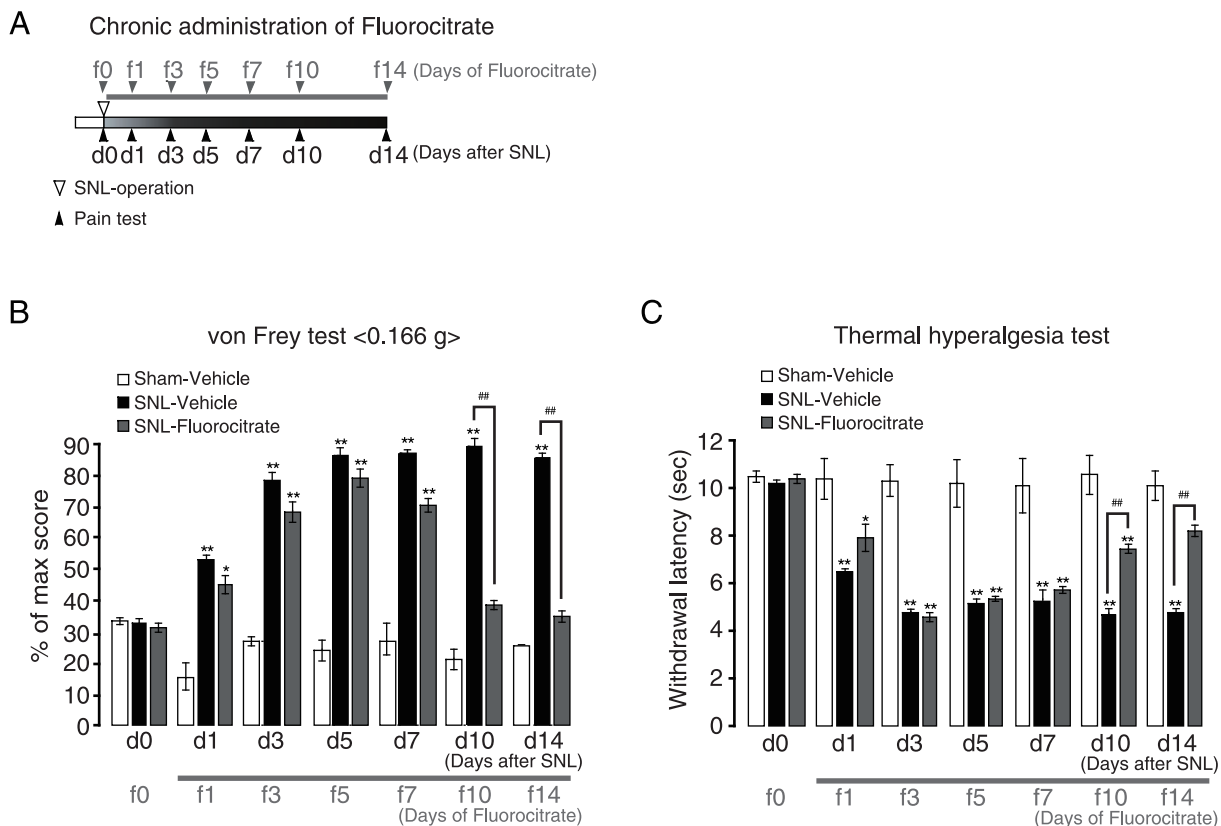 A
Chronic administration of Fluorocitrate
f0 f1 f3 f5 f7 f10 f14 (Days of Fluorocitrate)
d0 d1 d3 d5 d7 d10 d14 (Days after SNL)
SNL-operation
Pain test
B
von Frey test <0.166 g>
Sham-Vehicle
SNL-Vehicle
SNL-Fluorocitrate
% of max score
90
80
70
60
50
40
30
20
10
0
** * ** ** ** ** ** ** ** ## ** ##
d0 d1 d3 d5 d7 d10 d14
(Days after SNL)
f0 f1 f3 f5 f7 f10 f14
(Days of Fluorocitrate)
C
Thermal hyperalgesia test
Sham-Vehicle
SNL-Vehicle
SNL-Fluorocitrate
Withdrawal latency (sec)
12
10
8
6
4
2
0
** * ** ** ** ** ** ** ** ## ** ** ##
d0 d1 d3 d5 d7 d10 d14
(Days after SNL)
f0 f1 f3 f5 f7 f10 f14
(Days of Fluorocitrate)